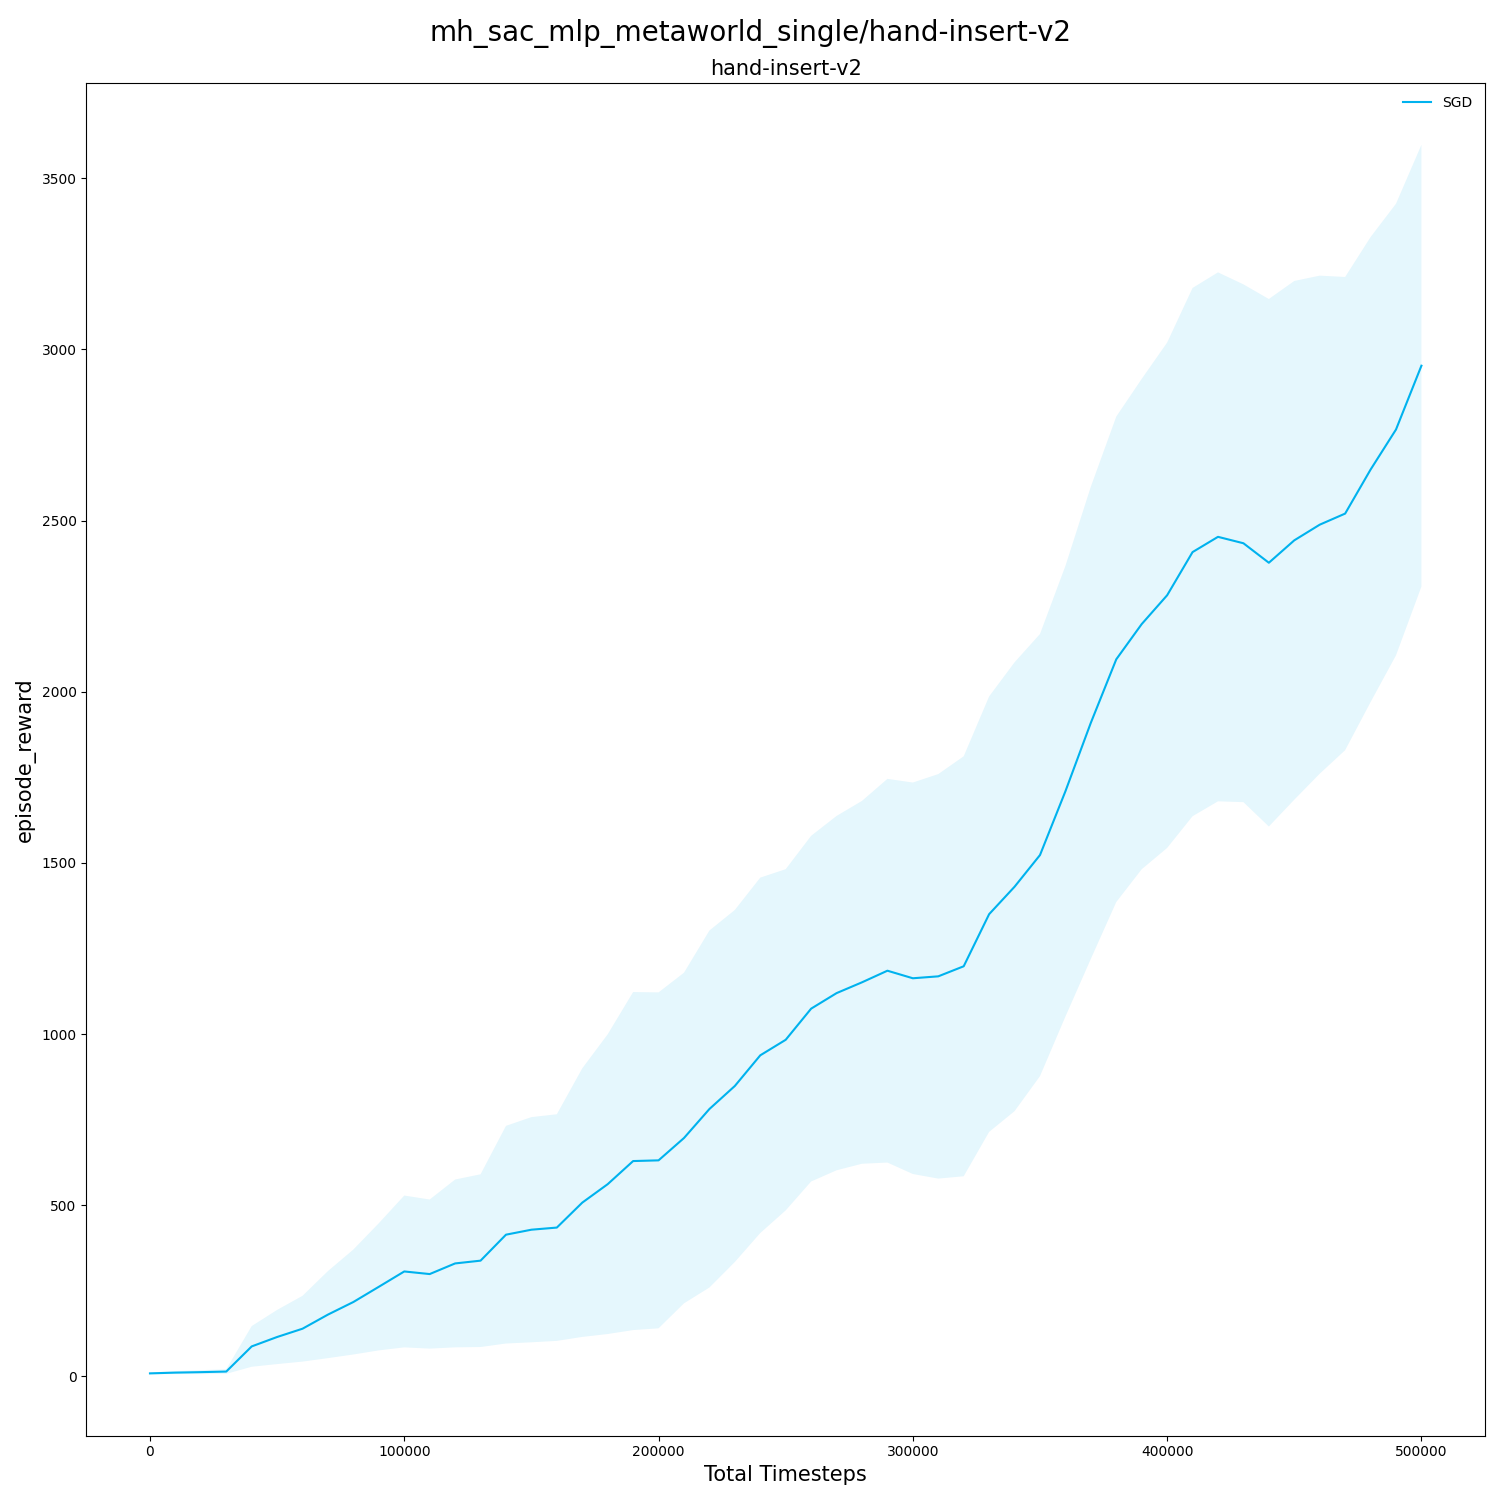 mh_sac_mlp_metaworld_single/hand-insert-v2
hand-insert-v2
SGD
3500
3000
2500
2000
1500
1000
500
0
episode_reward
0 100000 200000 300000 400000 500000
Total Timesteps